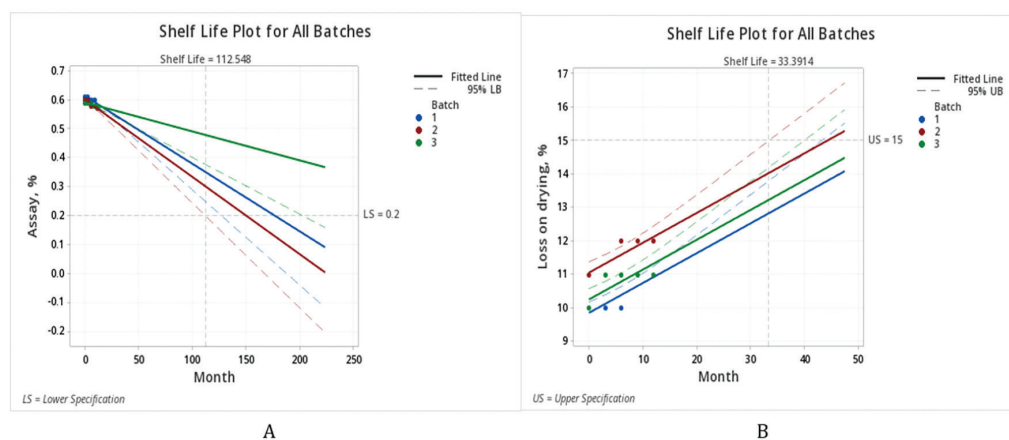 Shelf Life Plot for All Batches
Shelf Life = 112.548
0.7
0.6
0.5
0.4
0.3
0.2
0.1
0.0
-0.1
-0.2
Assay, %
0 50 100 150 200 250
Month
LS = 0.2
Fitted Line
95% LB
Batch
1
2
3
LS = Lower Specification
A
Shelf Life Plot for All Batches
Shelf Life = 33.3914
17
16
15
14
13
12
11
10
9
Loss on drying, %
0 10 20 30 40 50
Month
US = 15
Fitted Line
95% UB
Batch
1
2
3
US = Upper Specification
B